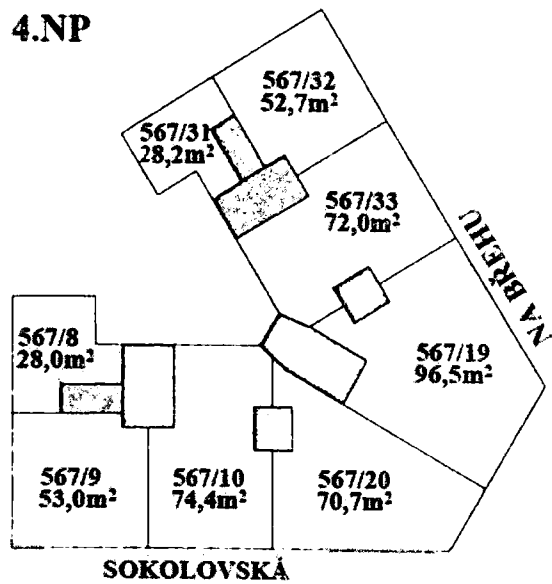 4.NP
567/32
52,7m²
567/31
28,2m²
567/33
72,0m²
NA BŘEHU
567/8
28,0m²
567/19
96,5m²
567/9
53,0m²
567/10
74,4m²
567/20
70,7m²
SOKOLOVSKÁ